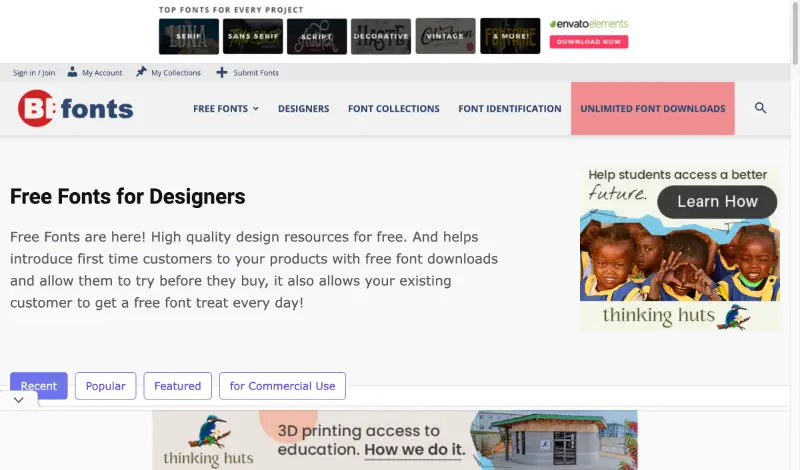 TOP FONTS FOR EVERY PROJECT
SERIF
SANS SERIF
SCRIPT
DECORATIVE
VINTAGE
& MORE
envatoelements
DOWNLOAD NOW
Sign in / Join
My Account
My Collections
Submit Fonts
BEfonts
FREE FONTS
DESIGNERS
FONT COLLECTIONS
FONT IDENTIFICATION
UNLIMITED FONT DOWNLOADS
Free Fonts for Designers
Free Fonts are here! High quality design resources for free. And helps
introduce first time customers to your products with free font downloads
and allow them to try before they buy, it also allows your existing
customer to get a free font treat every day!
Help students access a better
future.
Learn How
thinking huts
Recent
Popular
Featured
for Commercial Use
thinking huts
3D printing access to
education. How we do it.